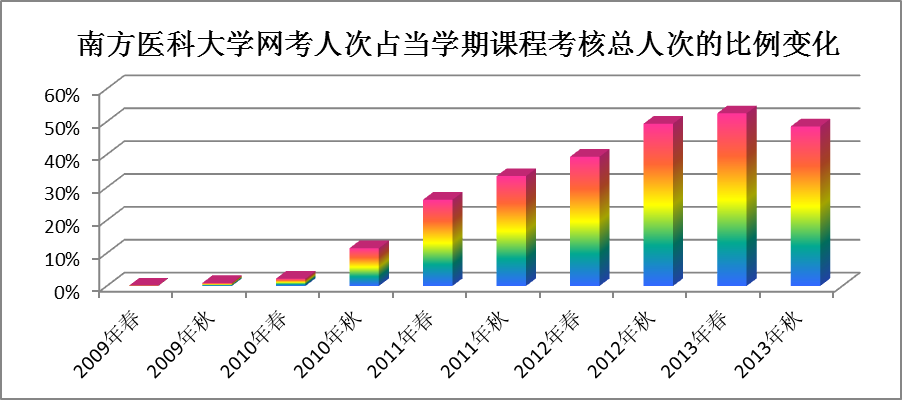 南方医科大学网考人次占当学期课程考核总人次的比例变化
60%
50%
40%
30%
20%
10%
0%
2009年春
2009年秋
2010年春
2010年秋
2011年春
2011年秋
2012年春
2012年秋
2013年春
2013年秋